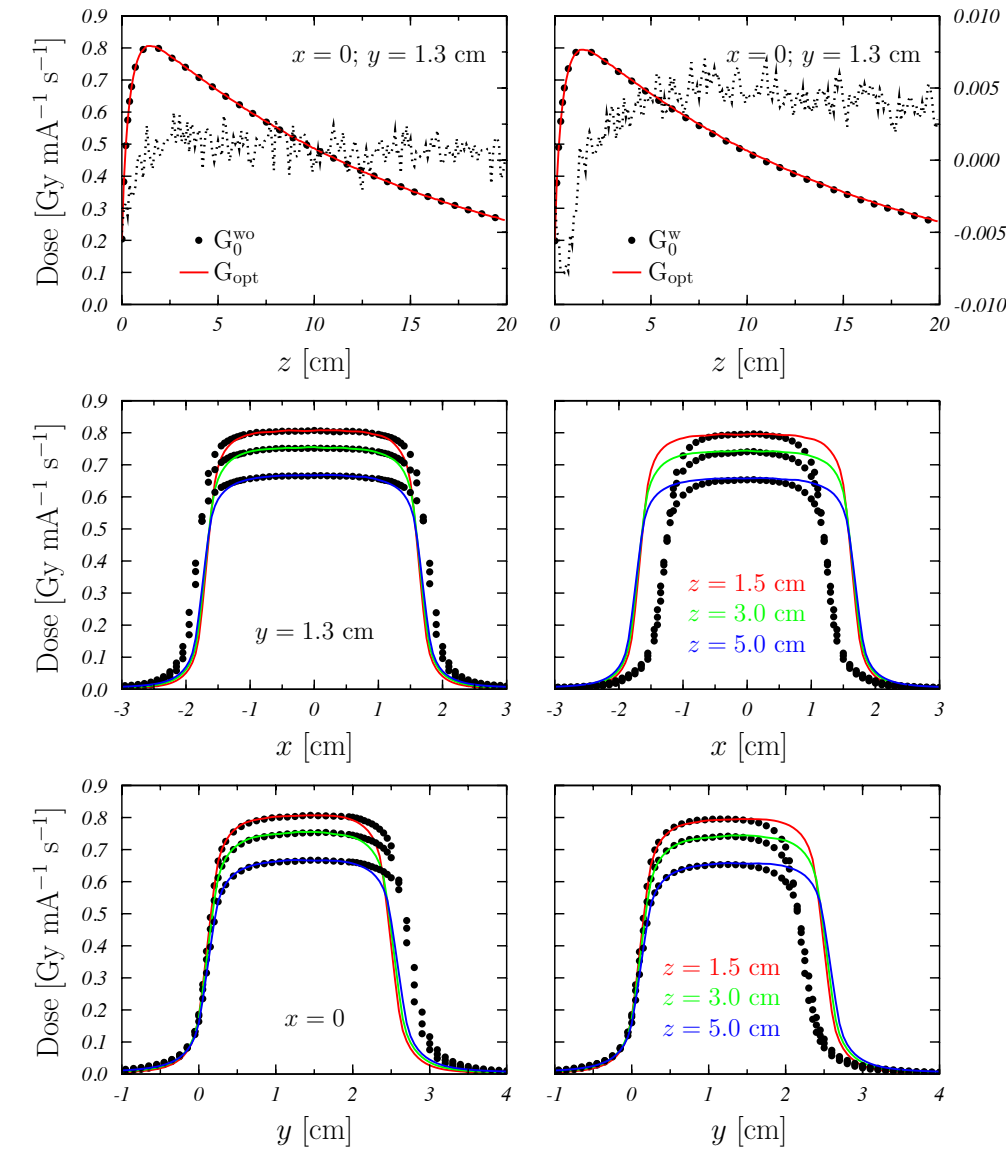 0.9
0.8
0.7
0.6
0.5
0.4
0.3
0.2
0.1
0.0
Dose [Gy mA⁻¹ s⁻¹]
x = 0; y = 1.3 cm
G₀ʷᵒ
Gₒₚₜ
0 5 10 15 20
z [cm]
x = 0; y = 1.3 cm
G₀ʷ
Gₒₚₜ
0.010
0.005
0.000
-0.005
-0.010
0 5 10 15 20
z [cm]
0.9
0.8
0.7
0.6
0.5
0.4
0.3
0.2
0.1
0.0
Dose [Gy mA⁻¹ s⁻¹]
y = 1.3 cm
-3 -2 -1 0 1 2 3
x [cm]
z = 1.5 cm
z = 3.0 cm
z = 5.0 cm
-3 -2 -1 0 1 2 3
x [cm]
0.9
0.8
0.7
0.6
0.5
0.4
0.3
0.2
0.1
0.0
Dose [Gy mA⁻¹ s⁻¹]
x = 0
-1 0 1 2 3 4
y [cm]
z = 1.5 cm
z = 3.0 cm
z = 5.0 cm
-1 0 1 2 3 4
y [cm]